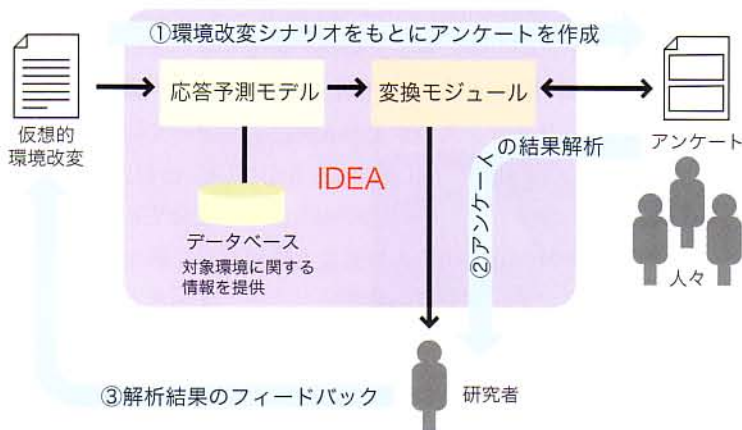 ①環境改変シナリオをもとにアンケートを作成
応答予測モデル
変換モジュール
仮想的
環境改変
アンケート
②アンケートの結果解析
IDEA
データベース
対象環境に関する
情報を提供
人々
③解析結果のフィードバック
研究者